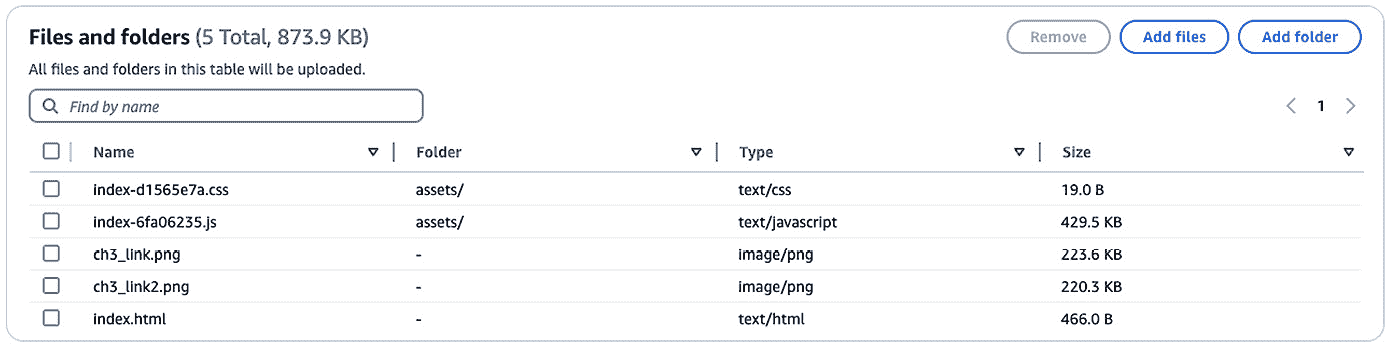 Files and folders (5 Total, 873.9 KB) Remove Add files Add folder
All files and folders in this table will be uploaded.
Find by name 1
Name Folder Type Size
index-d1565e7a.css assets/ text/css 19.0 B
index-6fa06235.js assets/ text/javascript 429.5 KB
ch3_link.png - image/png 223.6 KB
ch3_link2.png - image/png 220.3 KB
index.html - text/html 466.0 B